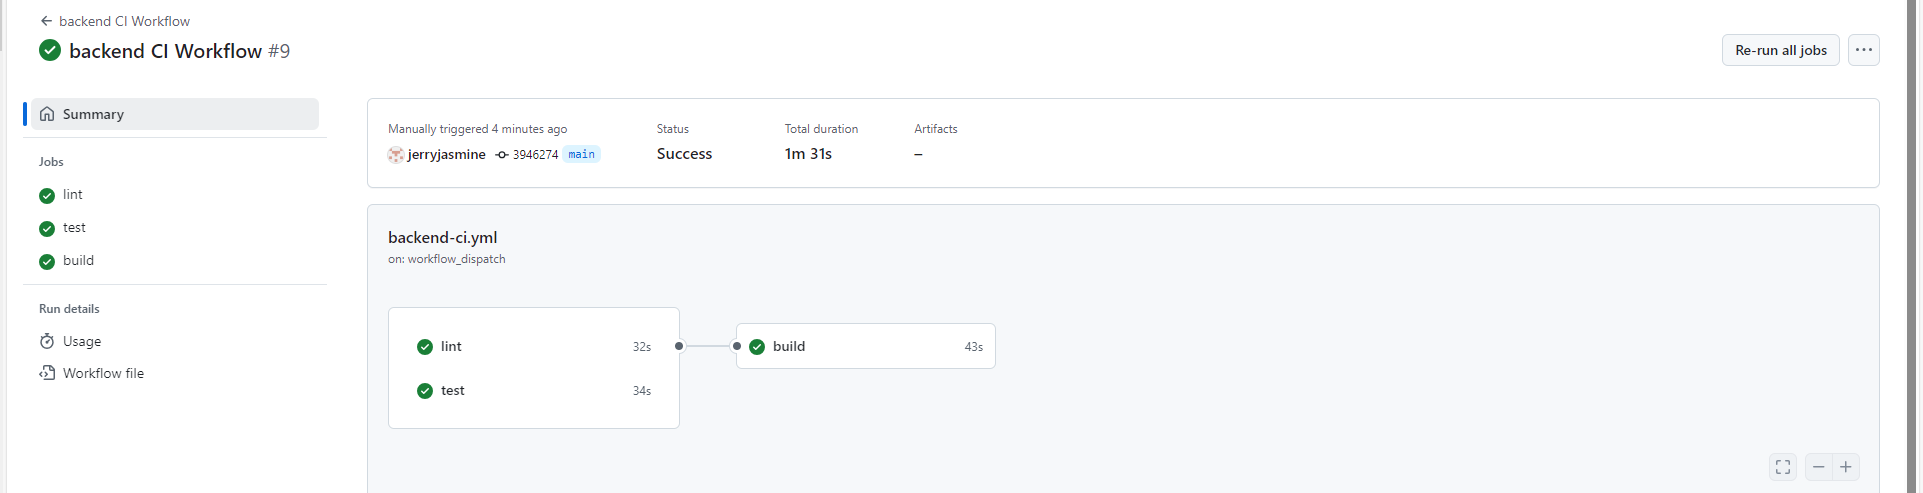 backend CI Workflow
backend CI Workflow #9
Re-run all jobs
Summary
Jobs
lint
test
build
Run details
Usage
Workflow file
Manually triggered 4 minutes ago
jerryjasmine 3946274 main
Status
Success
Total duration
1m 31s
Artifacts
–
backend-ci.yml
on: workflow_dispatch
lint 32s
test 34s
build 43s